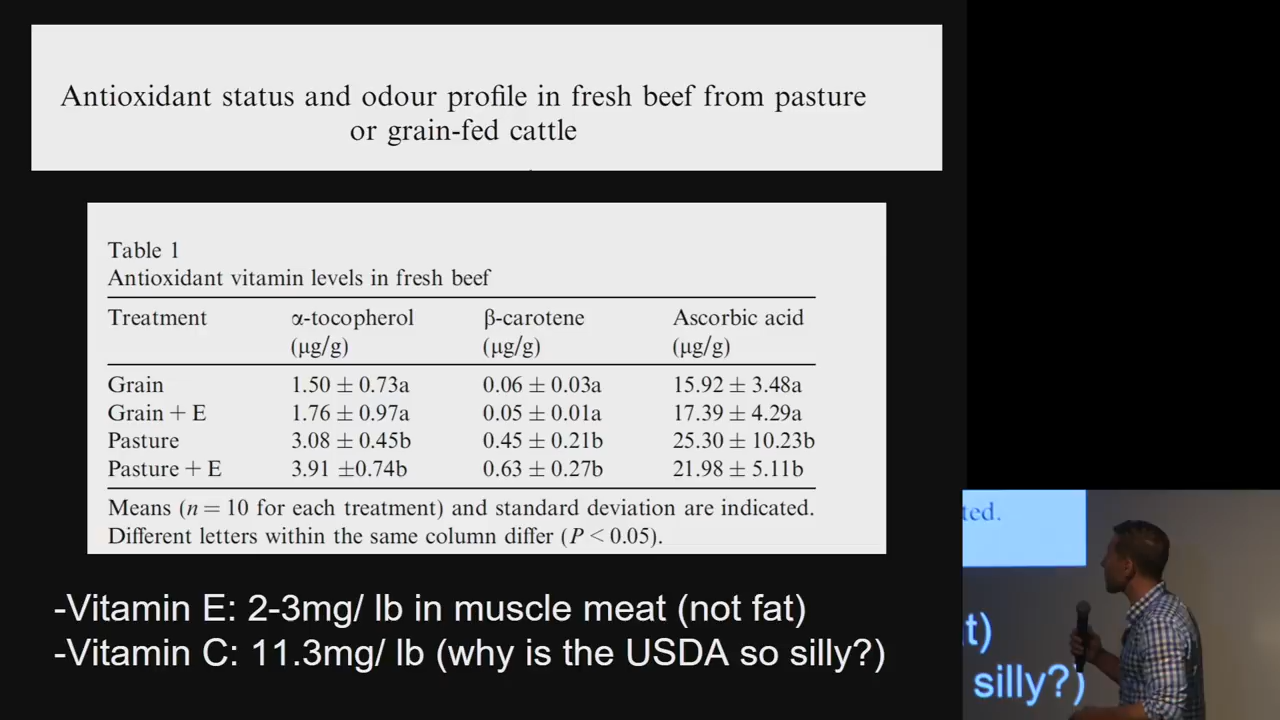 Antioxidant status and odour profile in fresh beef from pasture
or grain-fed cattle
Table 1
Antioxidant vitamin levels in fresh beef
Treatment α-tocopherol β-carotene Ascorbic acid
(μg/g) (μg/g) (μg/g)
Grain 1.50 ± 0.73a 0.06 ± 0.03a 15.92 ± 3.48a
Grain + E 1.76 ± 0.97a 0.05 ± 0.01a 17.39 ± 4.29a
Pasture 3.08 ± 0.45b 0.45 ± 0.21b 25.30 ± 10.23b
Pasture + E 3.91 ±0.74b 0.63 ± 0.27b 21.98 ± 5.11b
Means (n = 10 for each treatment) and standard deviation are indicated.
Different letters within the same column differ (P < 0.05).
-Vitamin E: 2-3mg/ lb in muscle meat (not fat)
-Vitamin C: 11.3mg/ lb (why is the USDA so silly?)
ted.
t)
silly?)